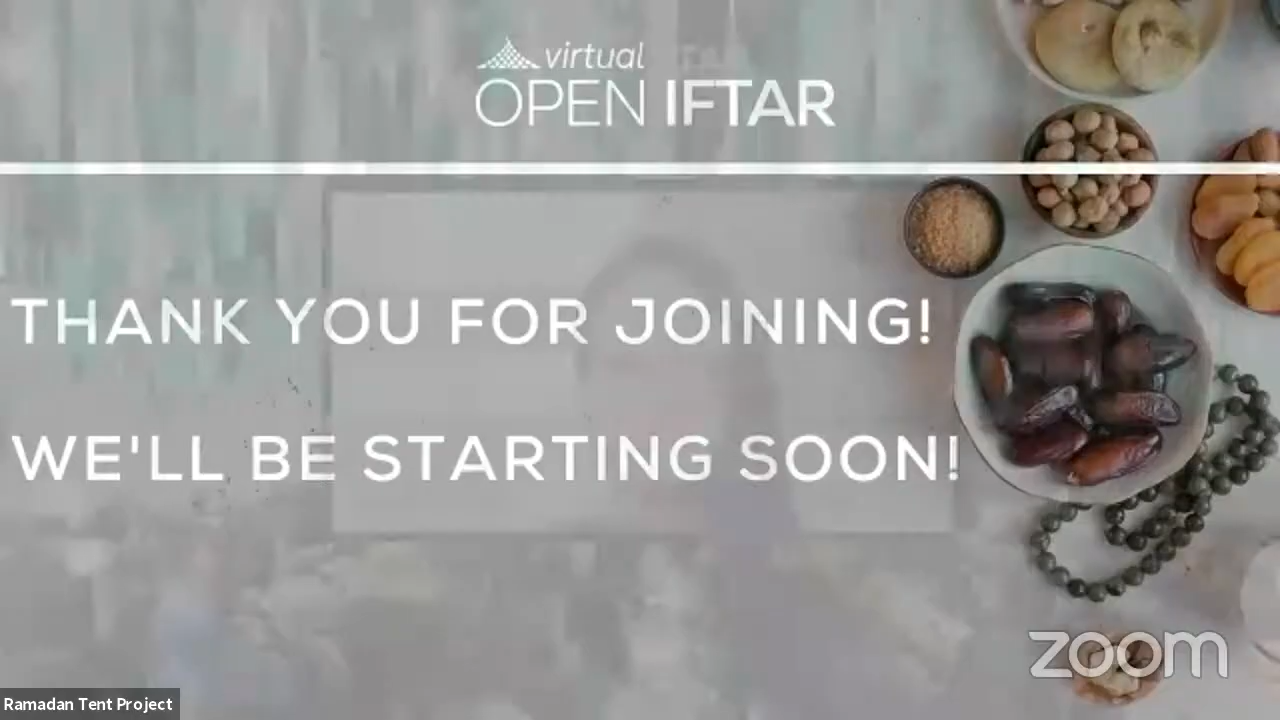 virtual
OPEN IFTAR
THANK YOU FOR JOINING!
WE'LL BE STARTING SOON!
zoom
Ramadan Tent Project